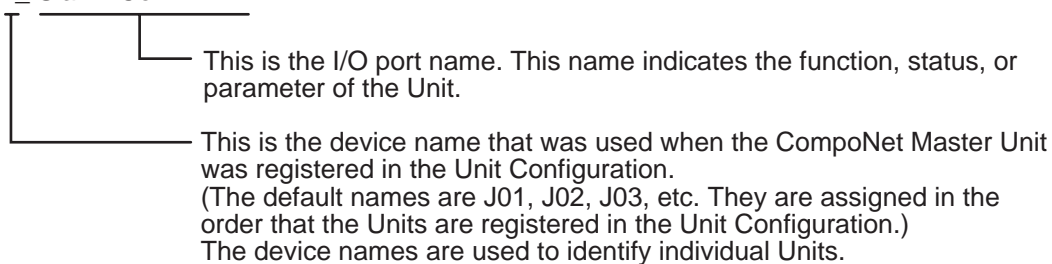 This is the I/O port name. This name indicates the function, status, or
parameter of the Unit.
This is the device name that was used when the CompoNet Master Unit
was registered in the Unit Configuration.
(The default names are J01, J02, J03, etc. They are assigned in the
order that the Units are registered in the Unit Configuration.)
The device names are used to identify individual Units.